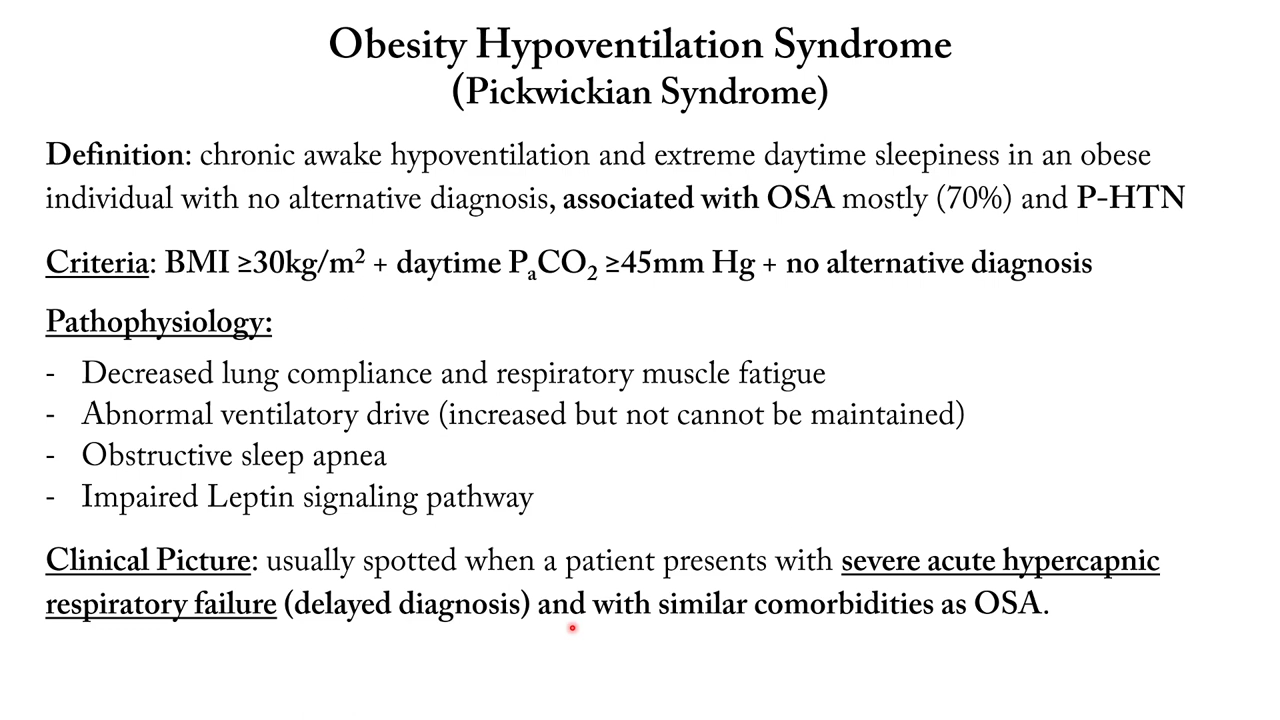 Obesity Hypoventilation Syndrome
(Pickwickian Syndrome)
Definition: chronic awake hypoventilation and extreme daytime sleepiness in an obese
individual with no alternative diagnosis, associated with OSA mostly (70%) and P-HTN
Criteria: BMI ≥30kg/m² + daytime PₐCO₂ ≥45mm Hg + no alternative diagnosis
Pathophysiology:
- Decreased lung compliance and respiratory muscle fatigue
- Abnormal ventilatory drive (increased but not cannot be maintained)
- Obstructive sleep apnea
- Impaired Leptin signaling pathway
Clinical Picture: usually spotted when a patient presents with severe acute hypercapnic
respiratory failure (delayed diagnosis) and with similar comorbidities as OSA.